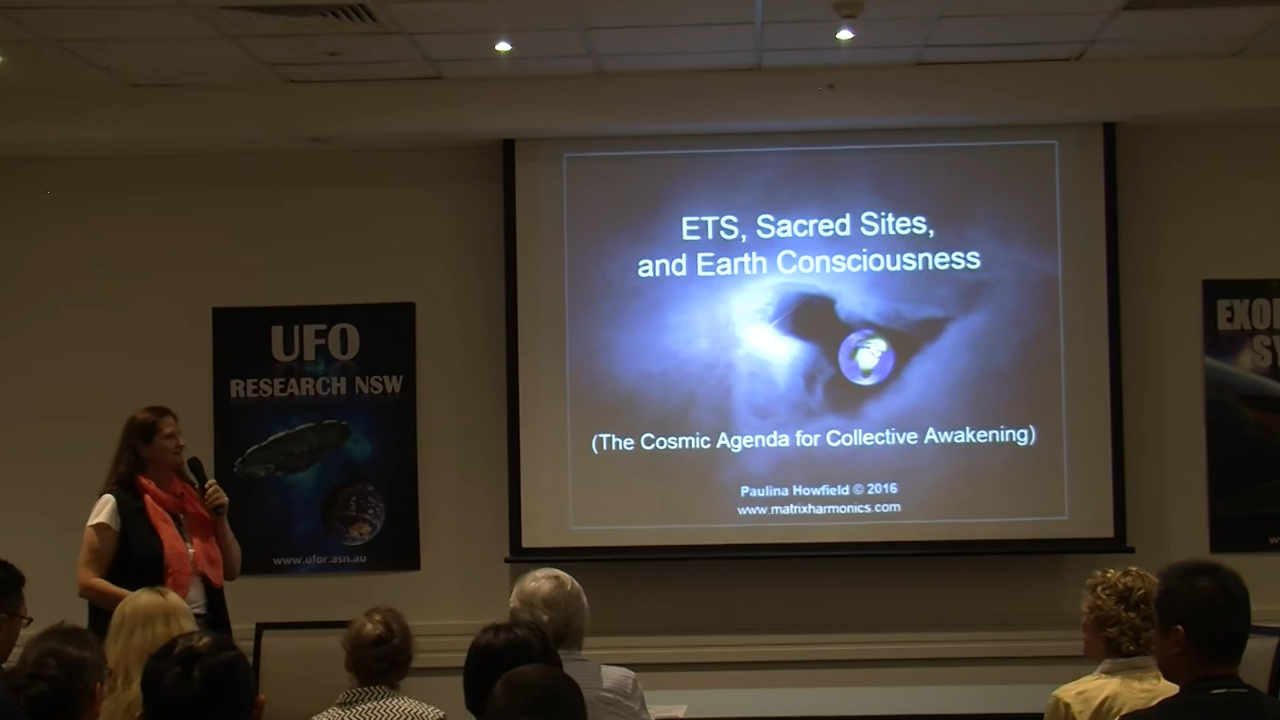 UFO
RESEARCH NSW
www.ufor.asn.au
ETS, Sacred Sites,
and Earth Consciousness
(The Cosmic Agenda for Collective Awakening)
Paulina Howfield © 2016
www.matrixharmonics.com